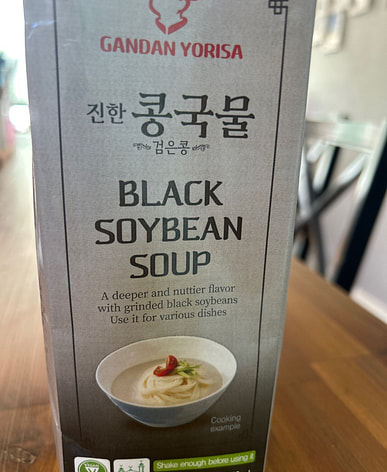 GANDAN YORISA
진한 콩국물
검은콩
BLACK
SOYBEAN
SOUP
A deeper and nuttier flavor
with grinded black soybeans
Use it for various dishes
Cooking
example
Shake enough before using it